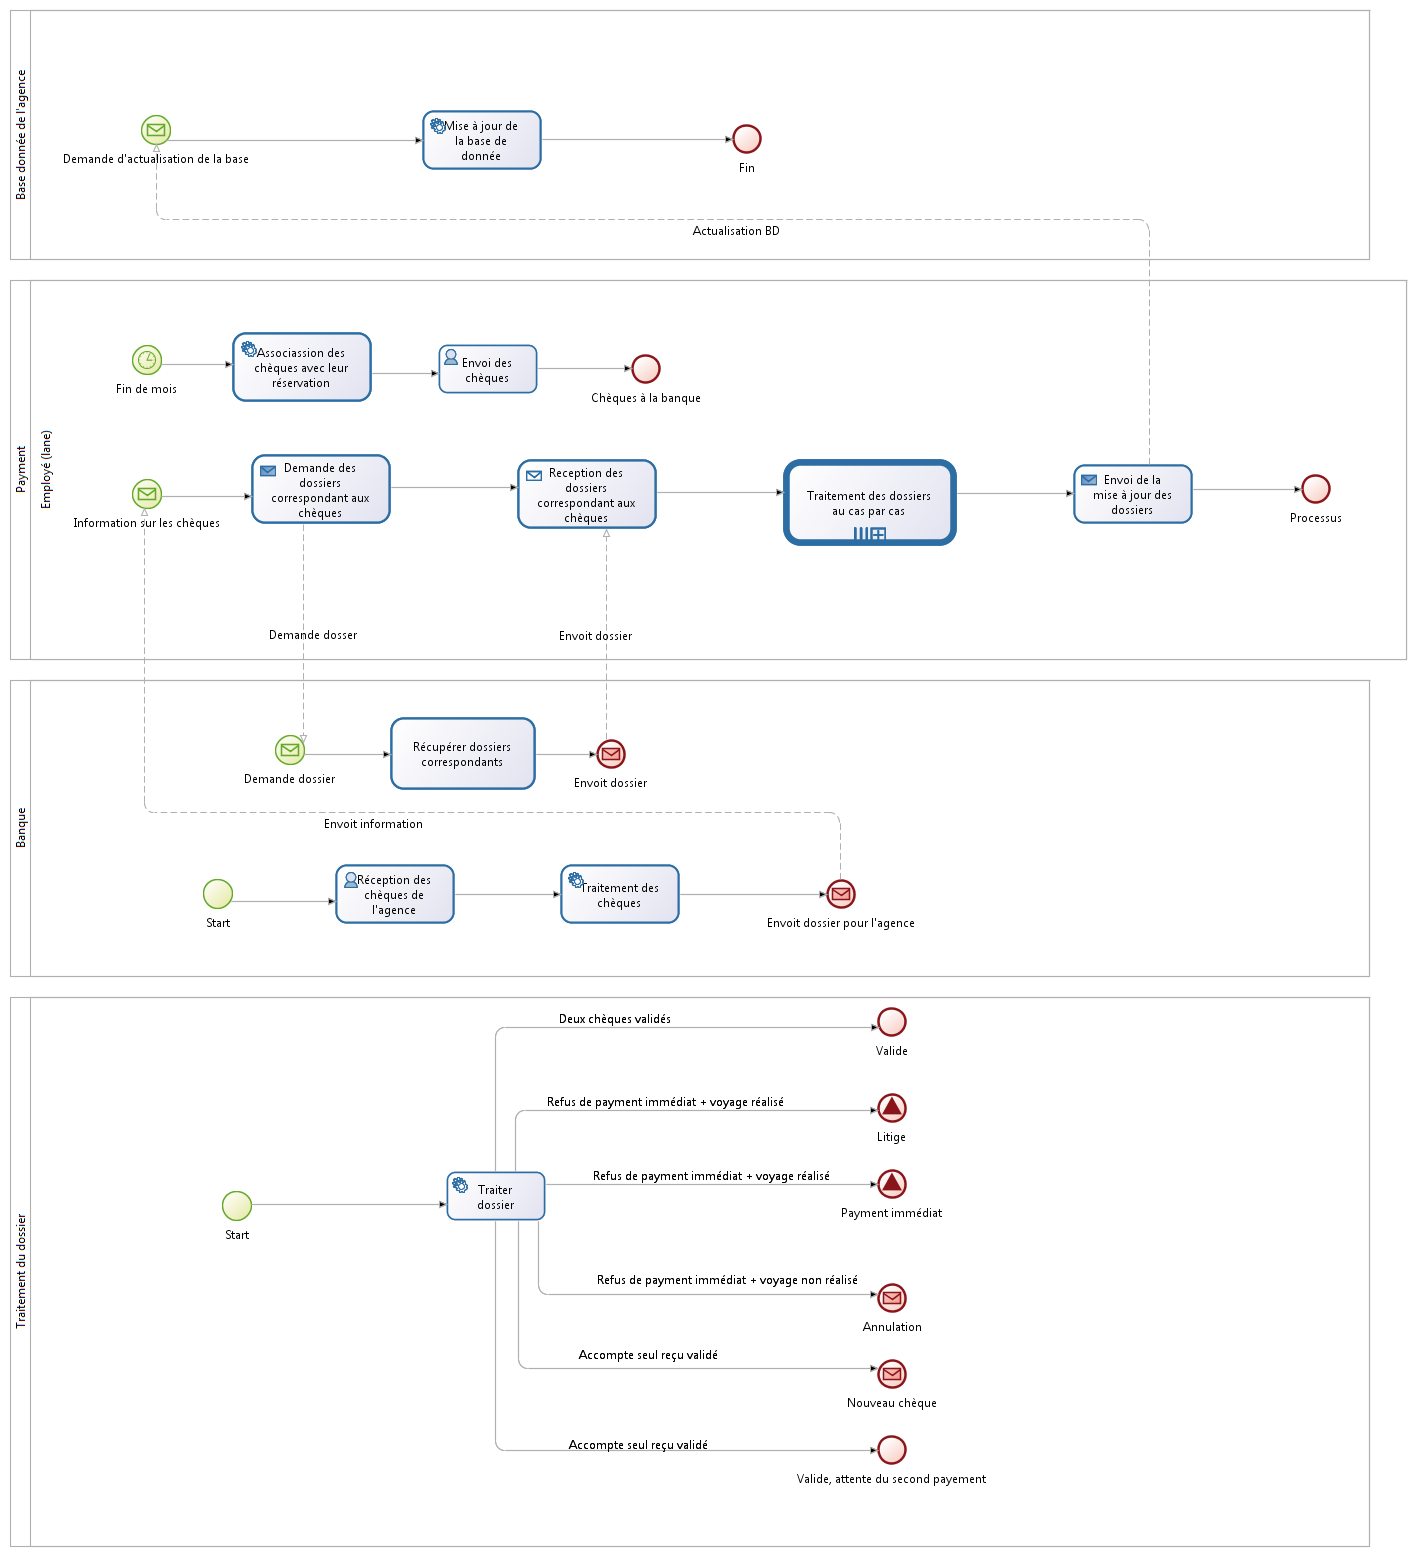 Base donnée de l'agence
Demande d'actualisation de la base
Mise à jour de
la base de
donnée
Fin
Actualisation BD
Payment
Employé (lane)
Fin de mois
Associassion des
chèques avec leur
réservation
Envoi des
chèques
Chèques à la banque
Information sur les chèques
Demande des
dossiers
correspondant aux
chèques
Reception des
dossiers
correspondant aux
chèques
Traitement des dossiers
au cas par cas
Envoi de la
mise à jour des
dossiers
Processus
Demande dosser
Envoit dossier
Banque
Demande dossier
Récupérer dossiers
correspondants
Envoit dossier
Envoit information
Start
Réception des
chèques de
l'agence
Traitement des
chèques
Envoit dossier pour l'agence
Traitement du dossier
Start
Traiter
dossier
Deux chèques validés
Valide
Refus de payment immédiat + voyage réalisé
Litige
Refus de payment immédiat + voyage réalisé
Payment immédiat
Refus de payment immédiat + voyage non réalisé
Annulation
Accompte seul reçu validé
Nouveau chèque
Accompte seul reçu validé
Valide, attente du second payement